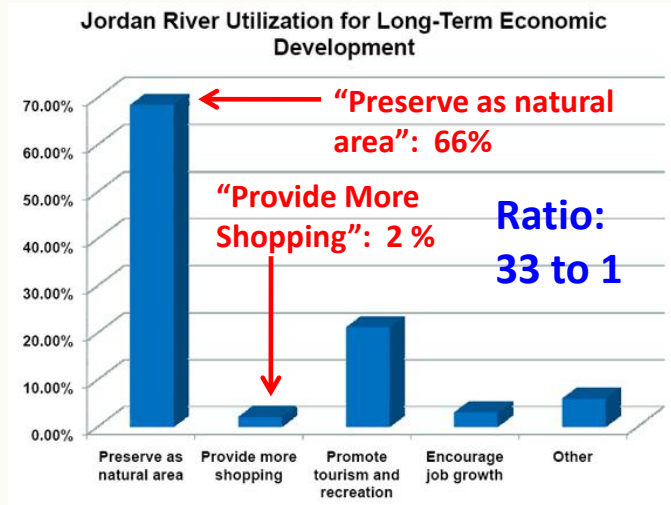 Jordan River Utilization for Long-Term Economic
Development
70.00%
60.00%
50.00%
40.00%
30.00%
20.00%
10.00%
0.00%
“Preserve as natural
area”: 66%
“Provide More
Shopping”: 2 %
Ratio:
33 to 1
Preserve as
natural area
Provide more
shopping
Promote
tourism and
recreation
Encourage
job growth
Other